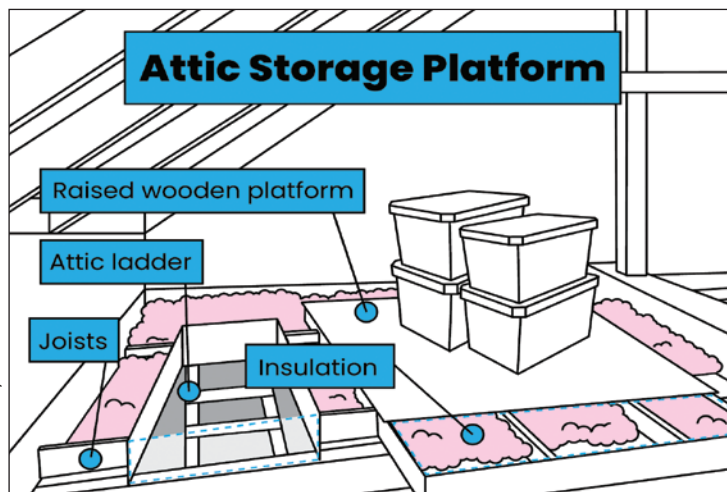 Attic Storage Platform
Raised wooden platform
Attic ladder
Joists
Insulation